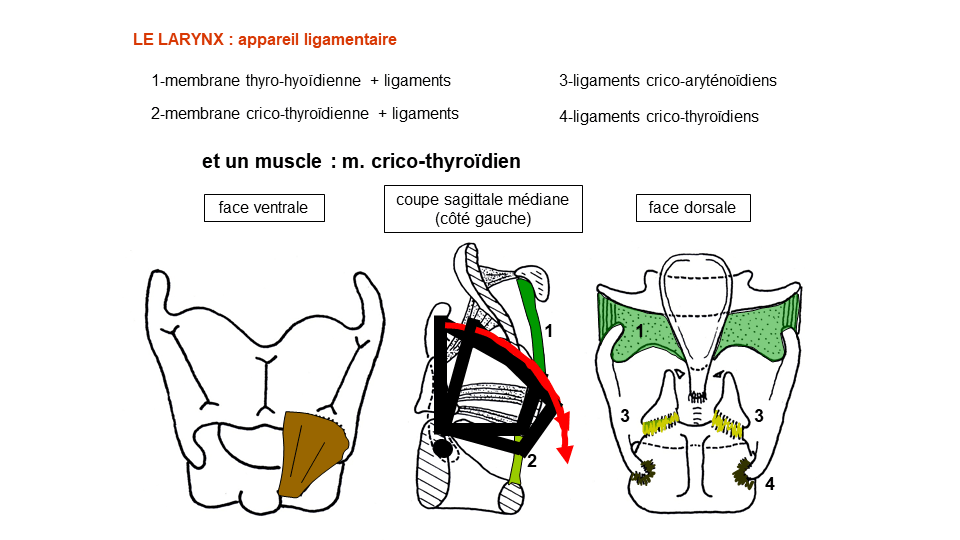 LE LARYNX : appareil ligamentaire
1-membrane thyro-hyoïdienne + ligaments
3-ligaments crico-aryténoïdiens
2-membrane crico-thyroïdienne + ligaments
4-ligaments crico-thyroïdiens
et un muscle : m. crico-thyroïdien
face ventrale
coupe sagittale médiane
(côté gauche)
face dorsale
1
1
3
3
2
4